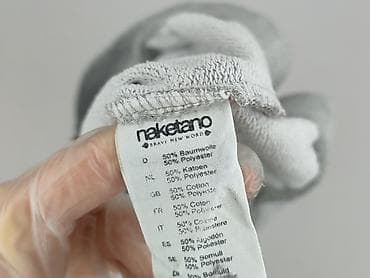 naketano
BRAVE NEW WORLD
D 50% Baumwolle
50% Polyester
NL 50% Katoen
50% Polyester
GB 50% Cotton
50% Polyester
FR 50% Coton
50% Polyester
IT 50% Cotone
50% Poliestere
ES 50% Algodón
50% Poliéster
SE 50% Bomull
50% Polyester
50% Bomuld